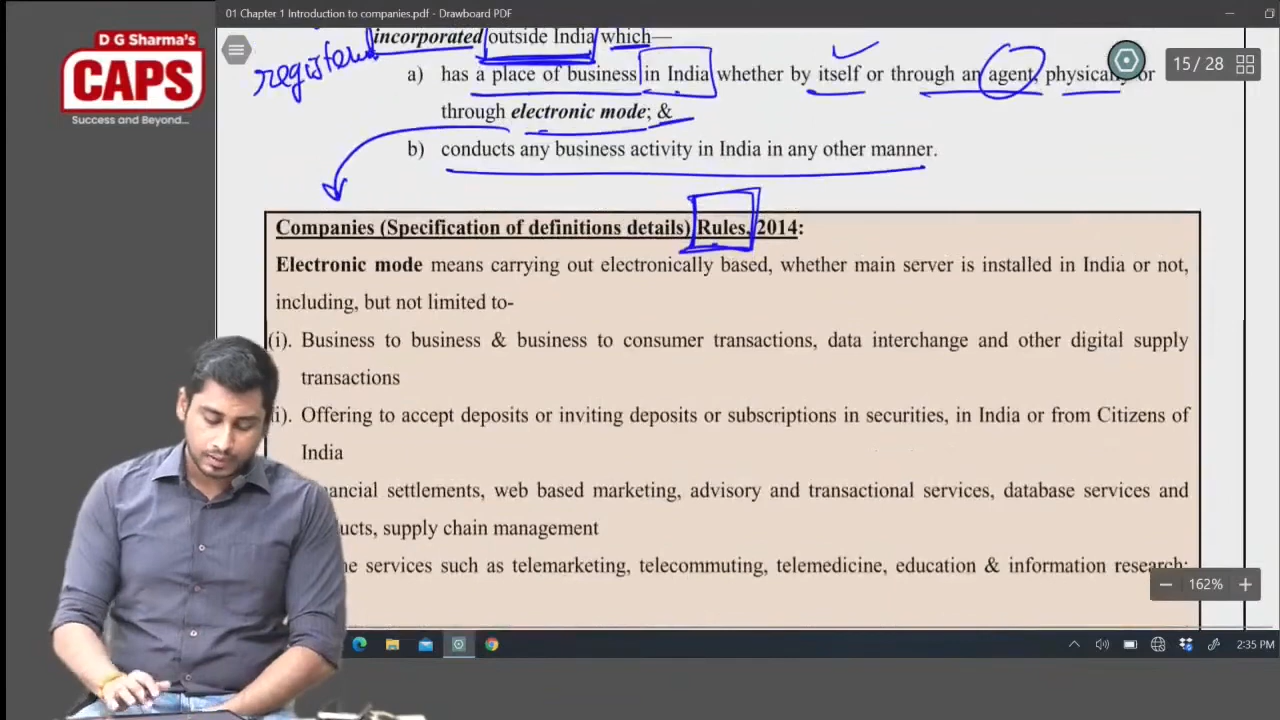 01 Chapter 1 Introduction to companies.pdf - Drawboard PDF
D G Sharma's
CAPS
Success and Beyond...
15 / 28
incorporated outside India which—
a) has a place of business in India whether by itself or through an agent, physically or
through electronic mode; &
b) conducts any business activity in India in any other manner.
Companies (Specification of definitions details) Rules, 2014:
Electronic mode means carrying out electronically based, whether main server is installed in India or not,
including, but not limited to-
(i). Business to business & business to consumer transactions, data interchange and other digital supply
transactions
i). Offering to accept deposits or inviting deposits or subscriptions in securities, in India or from Citizens of
India
ancial settlements, web based marketing, advisory and transactional services, database services and
ucts, supply chain management
e services such as telemarketing, telecommuting, telemedicine, education & information research;
162%
2:35 PM